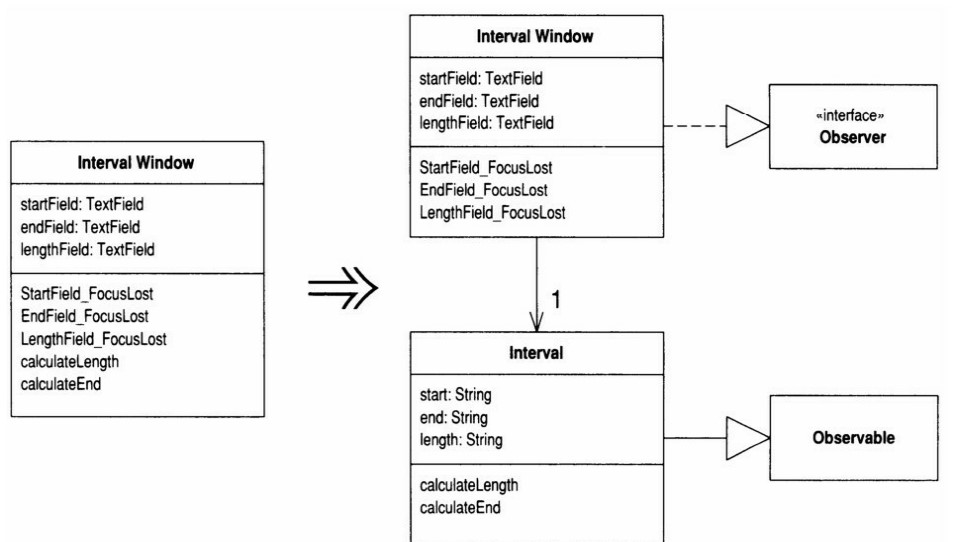 Interval Window
startField: TextField
endField: TextField
lengthField: TextField
StartField_FocusLost
EndField_FocusLost
LengthField_FocusLost
calculateLength
calculateEnd
Interval Window
startField: TextField
endField: TextField
lengthField: TextField
StartField_FocusLost
EndField_FocusLost
LengthField_FocusLost
«interface»
Observer
1
Interval
start: String
end: String
length: String
calculateLength
calculateEnd
Observable